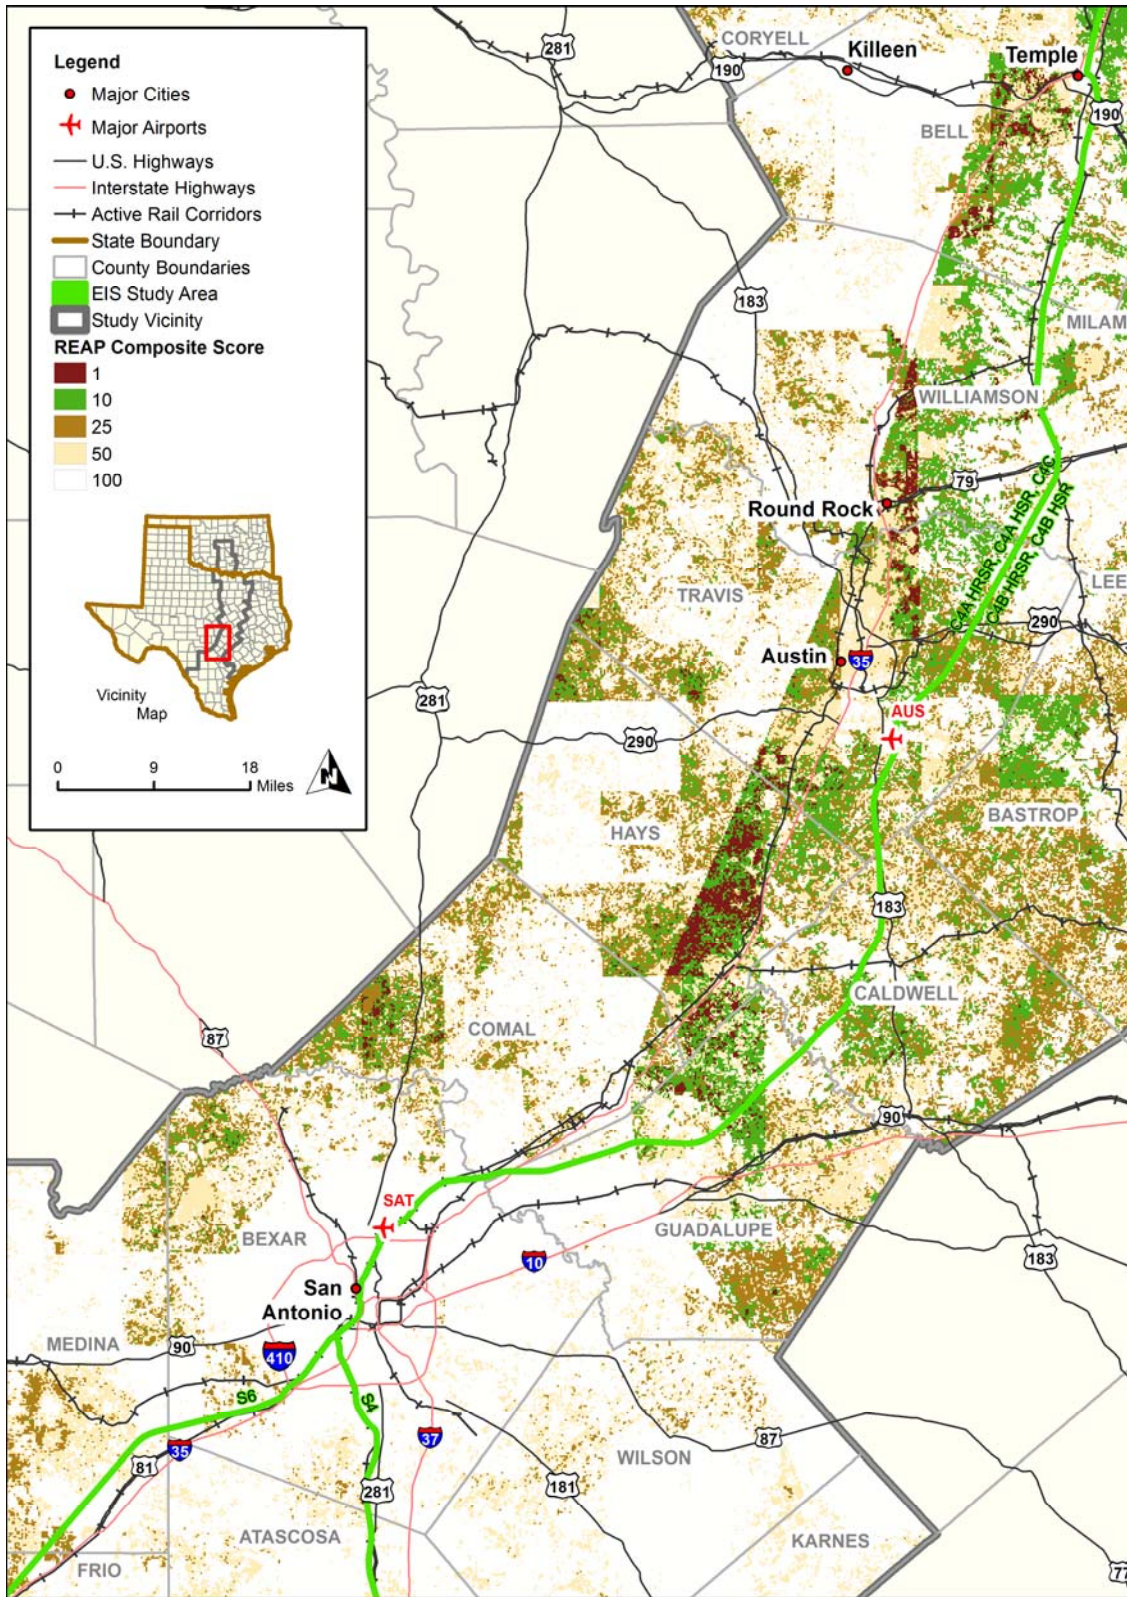 Legend
Major Cities
Major Airports
U.S. Highways
Interstate Highways
Active Rail Corridors
State Boundary
County Boundaries
EIS Study Area
Study Vicinity
REAP Composite Score
1
10
25
50
100
Vicinity
Map
0 9 18
Miles
N
281
CORYELL
190
Killeen
Temple
190
BELL
183
MILAM
WILLIAMSON
79
Round Rock
C4A HRSR, C4A HSR, C4C
C4B HRSR, C4B HSR
TRAVIS
LEE
290
Austin
35
281
AUS
290
HAYS
BASTROP
183
CALDWELL
COMAL
87
90
SAT
BEXAR
GUADALUPE
183
10
San
Antonio
MEDINA
90
410
S6
S4
35
37
87
81
WILSON
281
181
ATASCOSA
KARNES
FRIO
77